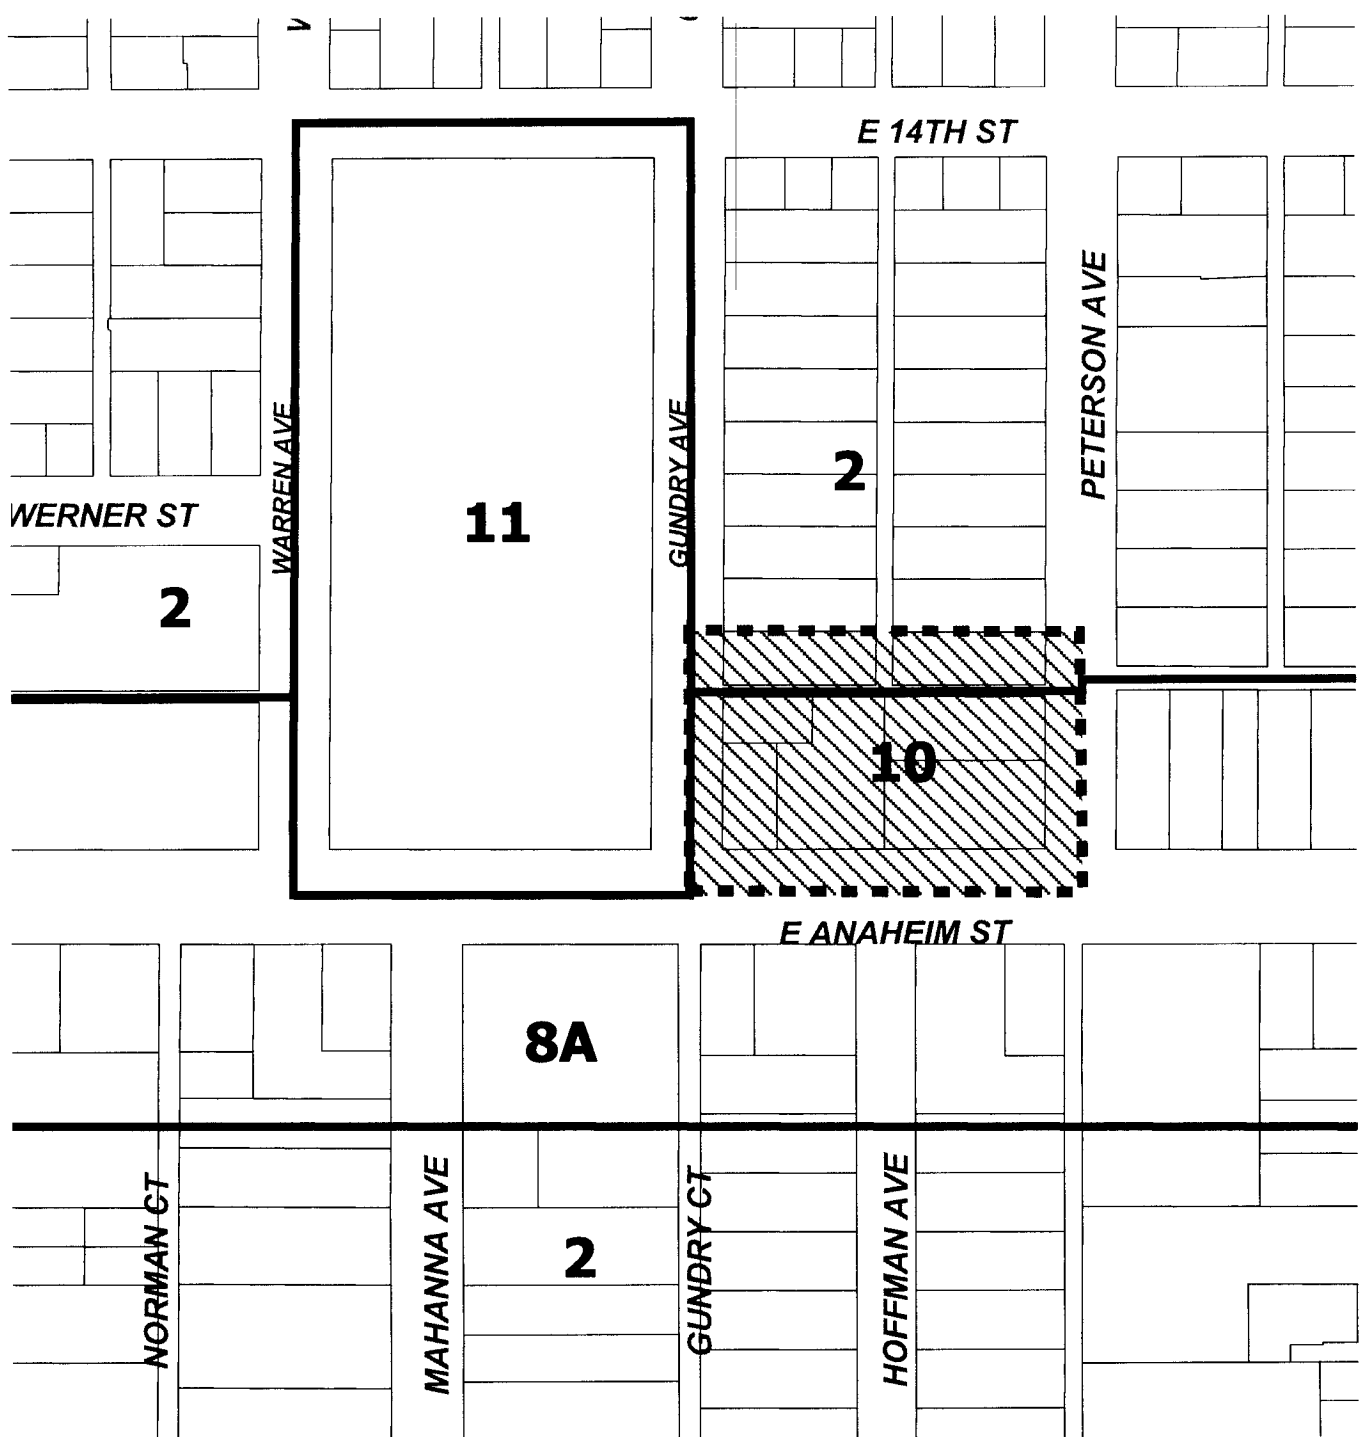 E 14TH ST
PETERSON AVE
WARREN AVE
GUNDRY AVE
2
11
WERNER ST
2
10
E ANAHEIM ST
8A
NORMAN CT
MAHANNA AVE
2
GUNDRY CT
HOFFMAN AVE